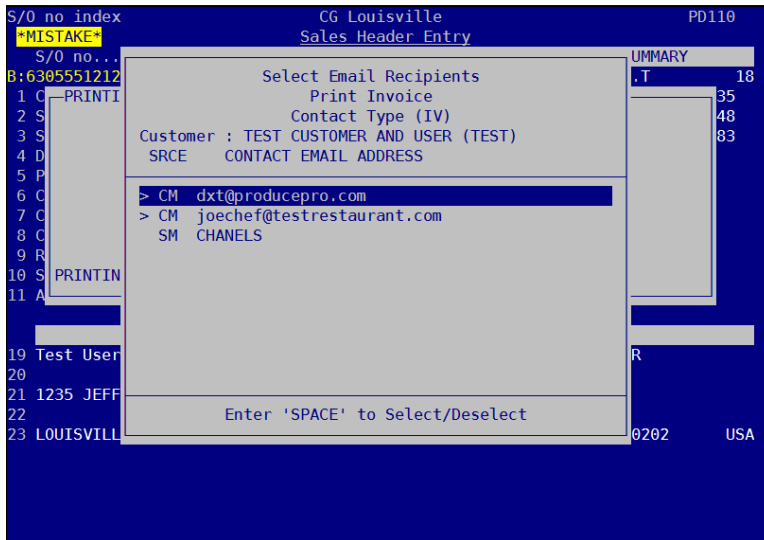 S/O no index CG Louisville PD110
*MISTAKE* Sales Header Entry
S/O no... UMMARY
B:6305551212 Select Email Recipients .T 18
1 C PRINTI Print Invoice 35
2 S Contact Type (IV) 48
3 S Customer : TEST CUSTOMER AND USER (TEST) 83
4 D SRCE CONTACT EMAIL ADDRESS
5 P
6 C > CM dxt@producepro.com
7 C > CM joechef@testrestaurant.com
8 C SM CHANELS
9 R
10 S PRINTIN
11 A
19 Test User R
20
21 1235 JEFF
22 Enter 'SPACE' to Select/Deselect
23 LOUISVILL 0202 USA